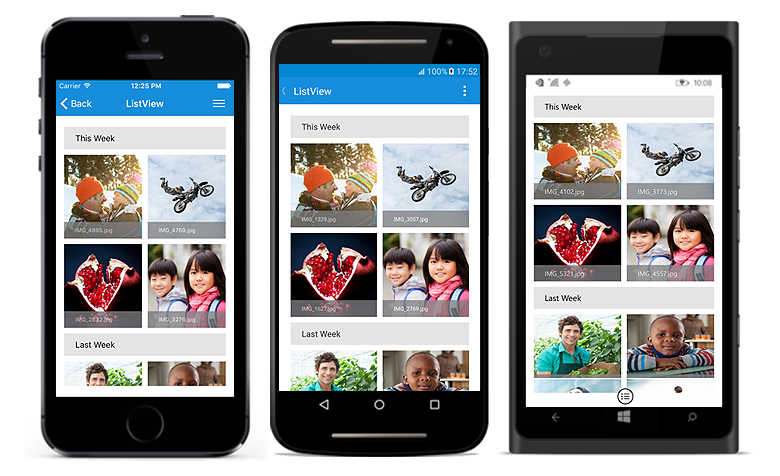 Carrier
12:25 PM
Back
ListView
This Week
IMG_4895.jpg
IMG_4769.jpg
IMG_2832.jpg
IMG_3276.jpg
Last Week
100%
17:52
ListView
This Week
IMG_1329.jpg
IMG_3057.jpg
IMG_1627.jpg
IMG_2769.jpg
Last Week
10:08
This Week
IMG_4102.jpg
IMG_3173.jpg
IMG_5321.jpg
IMG_4557.jpg
Last Week